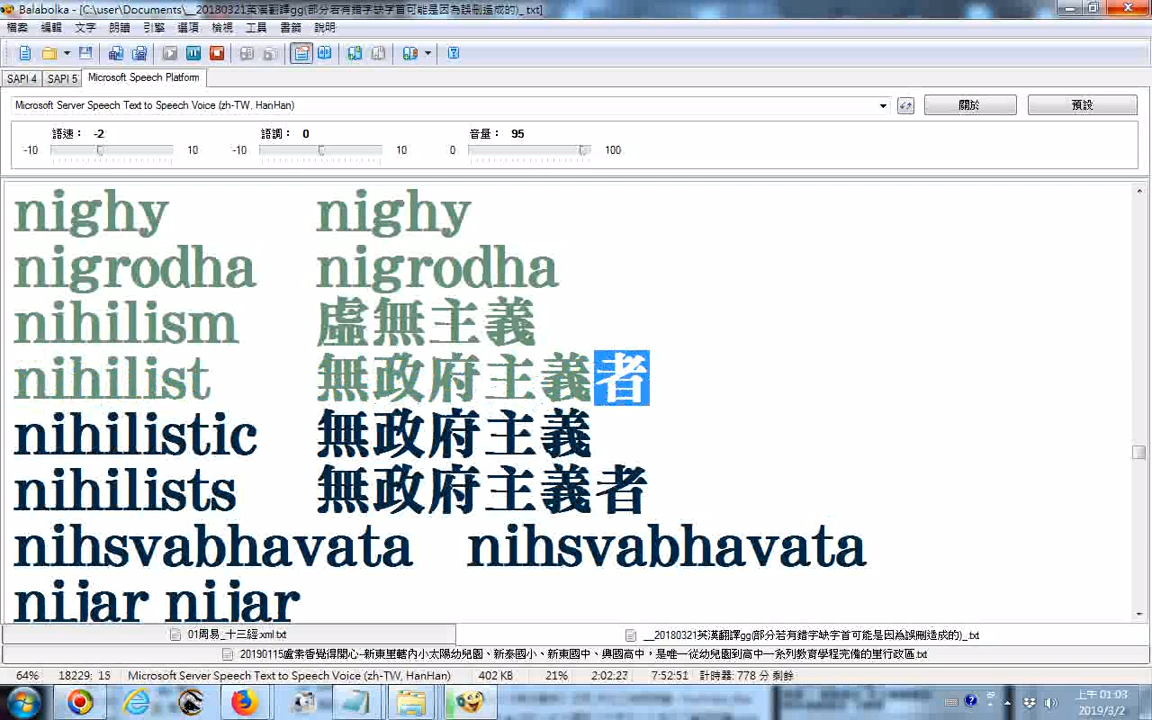 Balabolka - [C:\user\Documents\__20180321英漢翻譯gg(部分若有錯字缺字首可能是因為誤刪造成的)_.txt]
檔案 編輯 文字 朗讀 引擎 選項 檢視 工具 書籤 說明
SAPI 4 SAPI 5 Microsoft Speech Platform
Microsoft Server Speech Text to Speech Voice (zh-TW, HanHan) 關於 預設
語速： -2 語調： 0 音量： 95
-10 10 -10 10 0 100
nighy nighy
nigrodha nigrodha
nihilism 虛無主義
nihilist 無政府主義者
nihilistic 無政府主義
nihilists 無政府主義者
nihsvabhavata nihsvabhavata
nijar nijar
01周易_十三經.xml.txt __20180321英漢翻譯gg(部分若有錯字缺字首可能是因為誤刪造成的)_.txt
20190115盧素香覺得開心-新東里轄內小太陽幼兒園、新泰國小、新東國中、興國高中，是唯一從幼兒園到高中一系列教育學程完備的里行政區.txt
64% 18229: 15 Microsoft Server Speech Text to Speech Voice (zh-TW, HanHan) 402 KB 21% 2:02:23 7:52:51 計時器: 778 分 剩餘
上午 01:03
2019/3/2